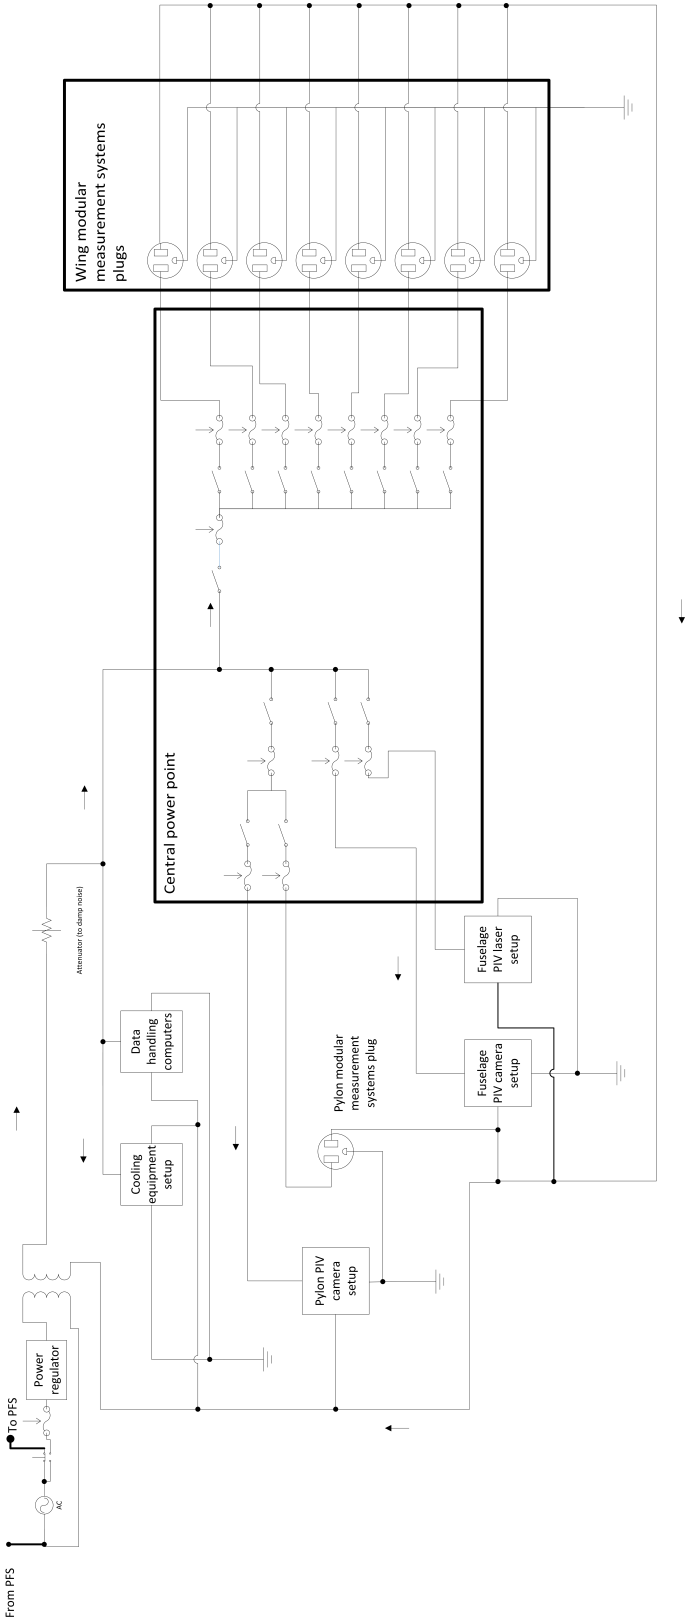 From PFS
AC
To PFS
Power
regulator
Attenuator (to damp noise)
Cooling
equipment
setup
Data
handling
computers
Pylon PIV
camera
setup
Pylon modular
measurement
systems plug
Fuselage
PIV camera
setup
Fuselage
PIV laser
setup
Central power point
Wing modular
measurement systems
plugs